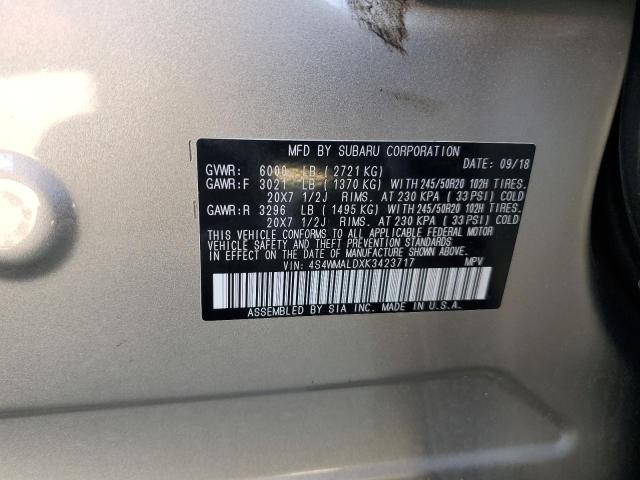 MFD BY SUBARU CORPORATION
DATE: 09/18
GVWR: 6000 LB ( 2721 KG)
GAWR:F 3021 LB ( 1370 KG) WITH 245/50R20 102H TIRES.
20X7 1/2J RIMS. AT 230 KPA ( 33 PSI) COLD
GAWR:R 3296 LB ( 1495 KG) WITH 245/50R20 102H TIRES.
20X7 1/2J RIMS. AT 230 KPA ( 33 PSI) COLD
THIS VEHICLE CONFORMS TO ALL APPLICABLE FEDERAL MOTOR
VEHICLE SAFETY AND THEFT PREVENTION STANDARDS
IN EFFECT ON THE DATE OF MANUFACTURE SHOWN ABOVE.
VIN: 4S4WMALDXK3423717 MPV
ASSEMBLED BY SIA INC. MADE IN U.S.A.